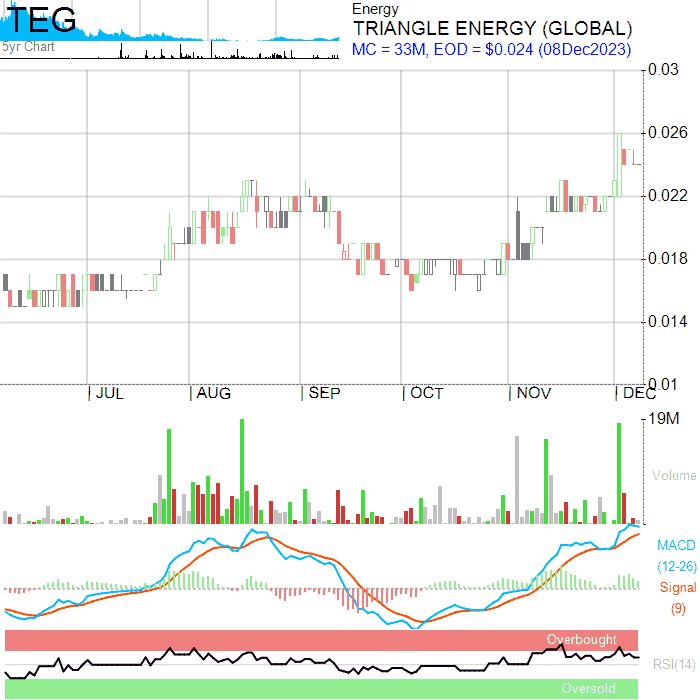 TEG
5yr Chart
Energy
TRIANGLE ENERGY (GLOBAL)
MC = 33M, EOD = $0.024 (08Dec2023)
0.03
0.026
0.022
0.018
0.014
0.01
JUL AUG SEP OCT NOV DEC
19M
Volume
MACD
(12-26)
Signal
(9)
Overbought
RSI(14)
Oversold